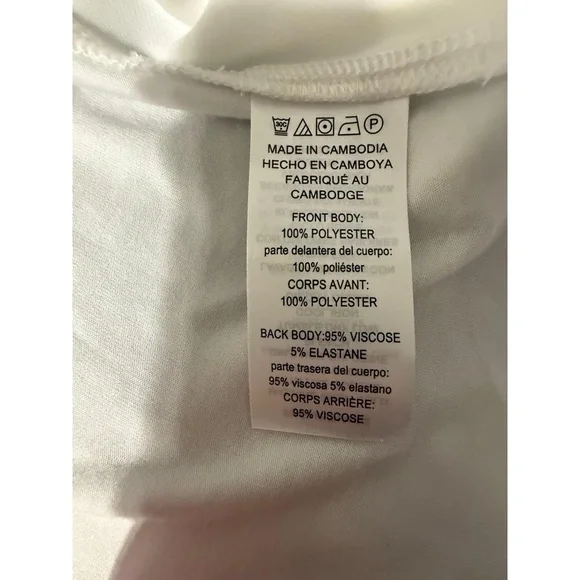 30C P
MADE IN CAMBODIA
HECHO EN CAMBOYA
FABRIQUÉ AU
CAMBODGE
FRONT BODY:
100% POLYESTER
parte delantera del cuerpo:
100% poliéster
CORPS AVANT:
100% POLYESTER
BACK BODY:95% VISCOSE
5% ELASTANE
parte trasera del cuerpo:
95% viscosa 5% elastano
CORPS ARRIÈRE:
95% VISCOSE